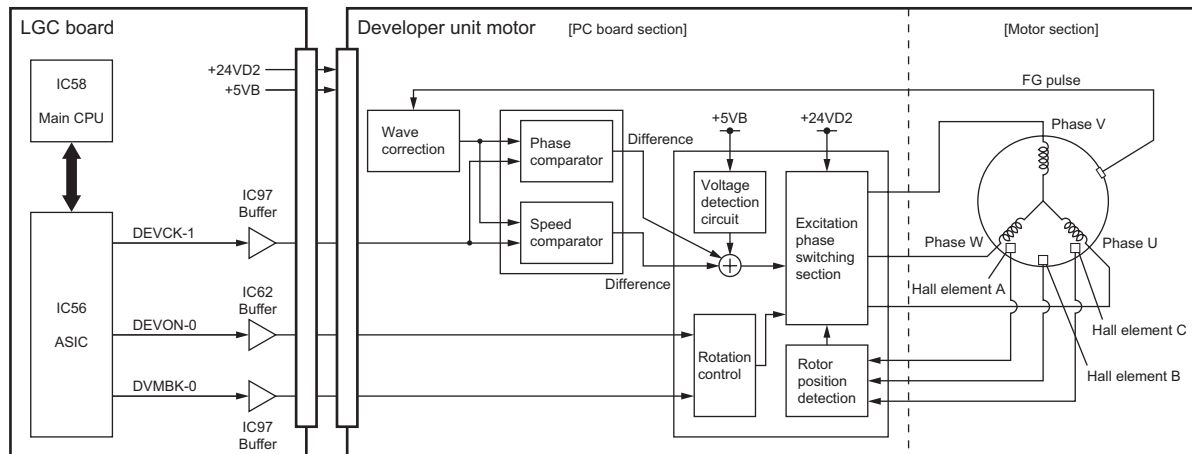 LGC board
Developer unit motor
[PC board section]
[Motor section]
IC58
Main CPU
+24VD2
+5VB
FG pulse
Wave
correction
Phase
comparator
Difference
+5VB
+24VD2
Phase V
IC97
Buffer
DEVCK-1
Speed
comparator
Difference
Voltage
detection
circuit
Excitation
phase
switching
section
Phase W
Phase U
Hall element A
IC56
ASIC
IC62
Buffer
DEVON-0
Rotation
control
Rotor
position
detection
Hall element C
Hall element B
DVMBK-0
IC97
Buffer